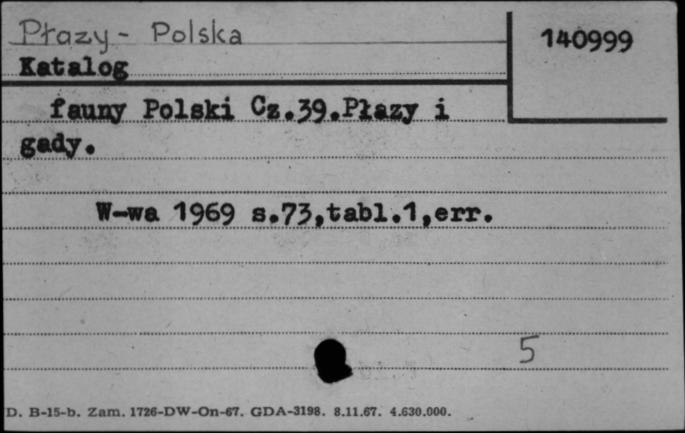 Płazy - Polska
140999
Katalog
fauny Polski Cz.39.Płazy i
gady.
W-wa 1969 s.73,tabl.1,err.
5
D. B-15-b. Zam. 1726-DW-On-67. GDA-3198. 8.11.67. 4.630.000.